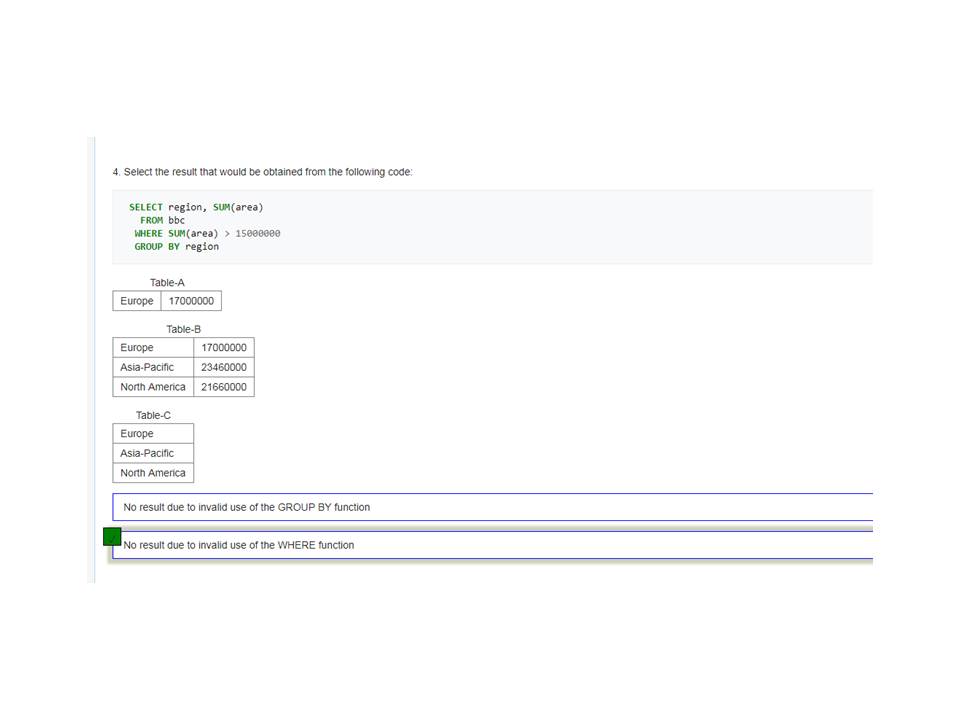 4. Select the result that would be obtained from the following code:
SELECT region, SUM(area)
FROM bbc
WHERE SUM(area) > 15000000
GROUP BY region
Table-A
Europe 17000000
Table-B
Europe 17000000
Asia-Pacific 23460000
North America 21660000
Table-C
Europe
Asia-Pacific
North America
No result due to invalid use of the GROUP BY function
No result due to invalid use of the WHERE function